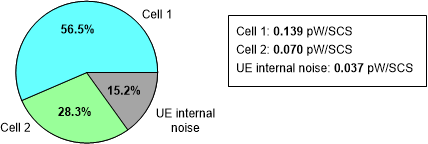 Cell 1
56.5%
15.2%
28.3%
Cell 2
UE internal
noise
Cell 1: 0.139 pW/SCS
Cell 2: 0.070 pW/SCS
UE internal noise: 0.037 pW/SCS